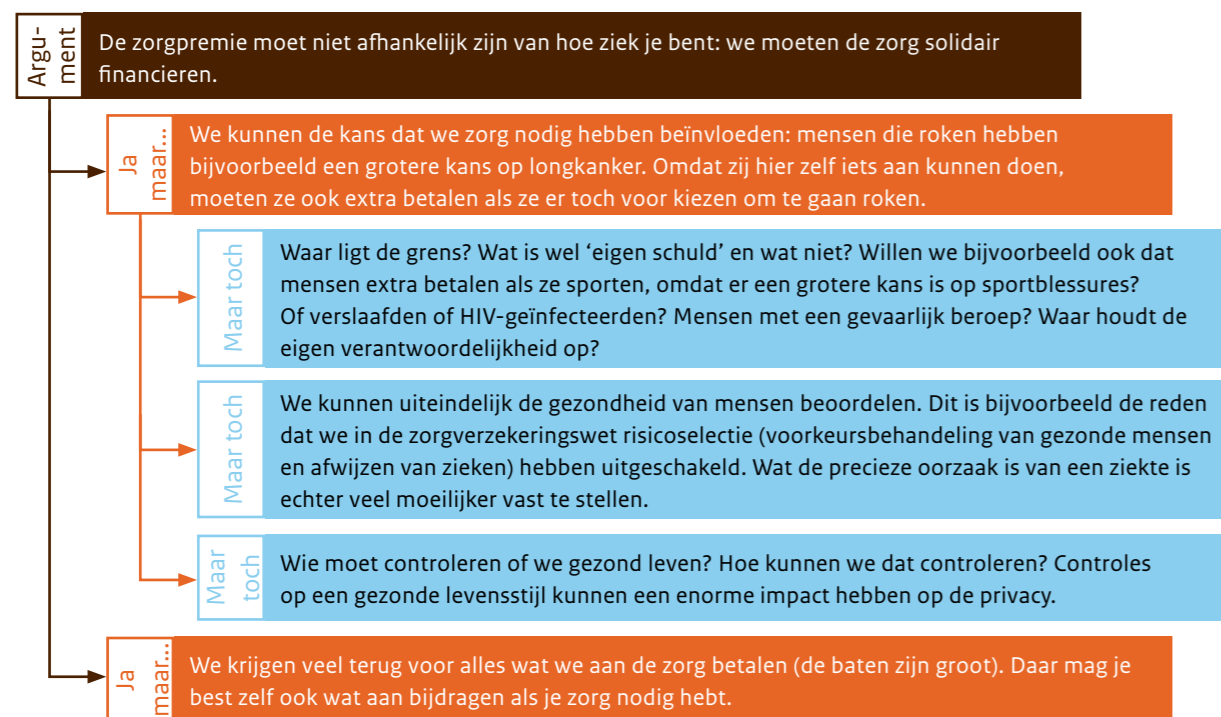 Argu-
ment
De zorgpremie moet niet afhankelijk zijn van hoe ziek je bent: we moeten de zorg solidair
financieren.
Ja
maar...
We kunnen de kans dat we zorg nodig hebben beïnvloeden: mensen die roken hebben
bijvoorbeeld een grotere kans op longkanker. Omdat zij hier zelf iets aan kunnen doen,
moeten ze ook extra betalen als ze er toch voor kiezen om te gaan roken.
Maar toch
Waar ligt de grens? Wat is wel ‘eigen schuld’ en wat niet? Willen we bijvoorbeeld ook dat
mensen extra betalen als ze sporten, omdat er een grotere kans is op sportblessures?
Of verslaafden of HIV-geïnfecteerden? Mensen met een gevaarlijk beroep? Waar houdt de
eigen verantwoordelijkheid op?
Maar toch
We kunnen uiteindelijk de gezondheid van mensen beoordelen. Dit is bijvoorbeeld de reden
dat we in de zorgverzekeringswet risicoselectie (voorkeursbehandeling van gezonde mensen
en afwijzen van zieken) hebben uitgeschakeld. Wat de precieze oorzaak is van een ziekte is
echter veel moeilijker vast te stellen.
Maar
toch
Wie moet controleren of we gezond leven? Hoe kunnen we dat controleren? Controles
op een gezonde levensstijl kunnen een enorme impact hebben op de privacy.
Ja
maar...
We krijgen veel terug voor alles wat we aan de zorg betalen (de baten zijn groot). Daar mag je
best zelf ook wat aan bijdragen als je zorg nodig hebt.